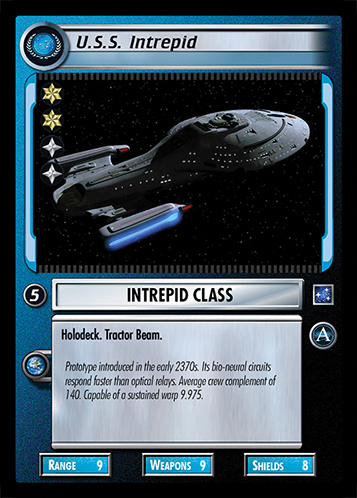 U.S.S. Intrepid
5
INTREPID CLASS
A
Holodeck. Tractor Beam.
Prototype introduced in the early 2370s. Its bio-neural circuits
respond faster than optical relays. Average crew complement of
140. Capable of a sustained warp 9.975.
RANGE 9 WEAPONS 9 SHIELDS 8